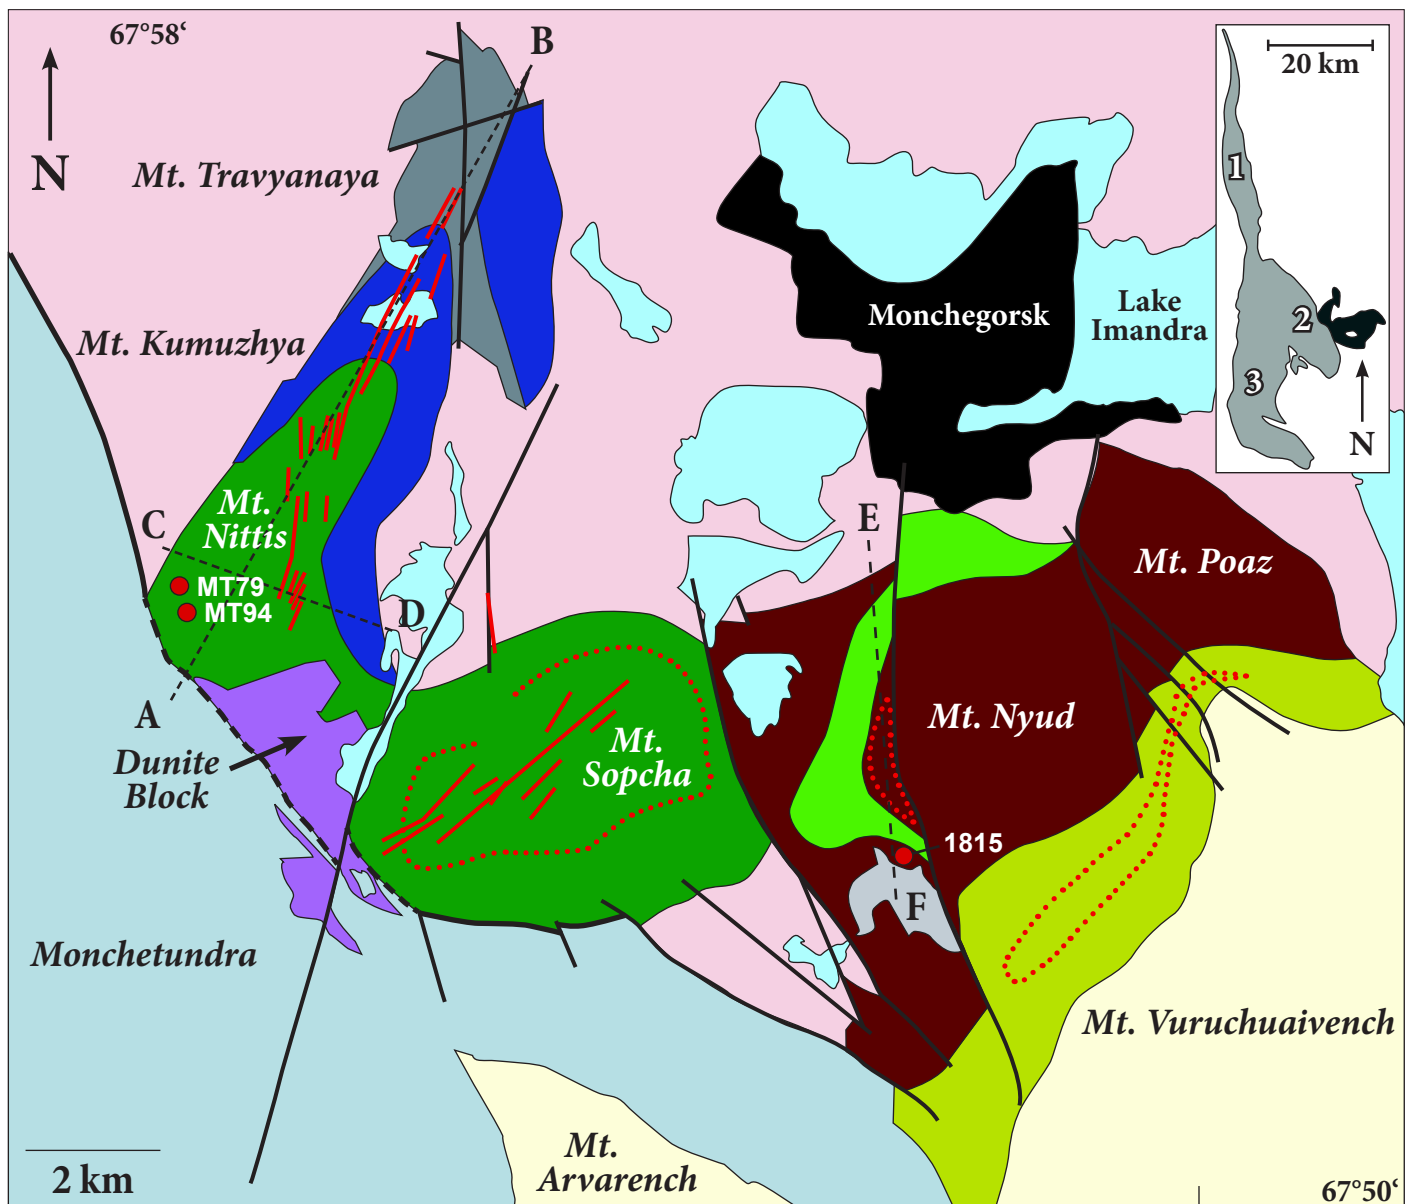 67°58‘
B
20 km
N
Mt. Travyanaya
1
Monchegorsk
Lake
Imandra
2
Mt. Kumuzhya
3
N
Mt.
Nittis
C
E
Mt. Poaz
MT79
MT94
D
A
Mt. Nyud
Dunite
Block
Mt.
Sopcha
1815
F
Monchetundra
Mt. Vuruchuaivench
Mt.
Arvarench
2 km
67°50‘